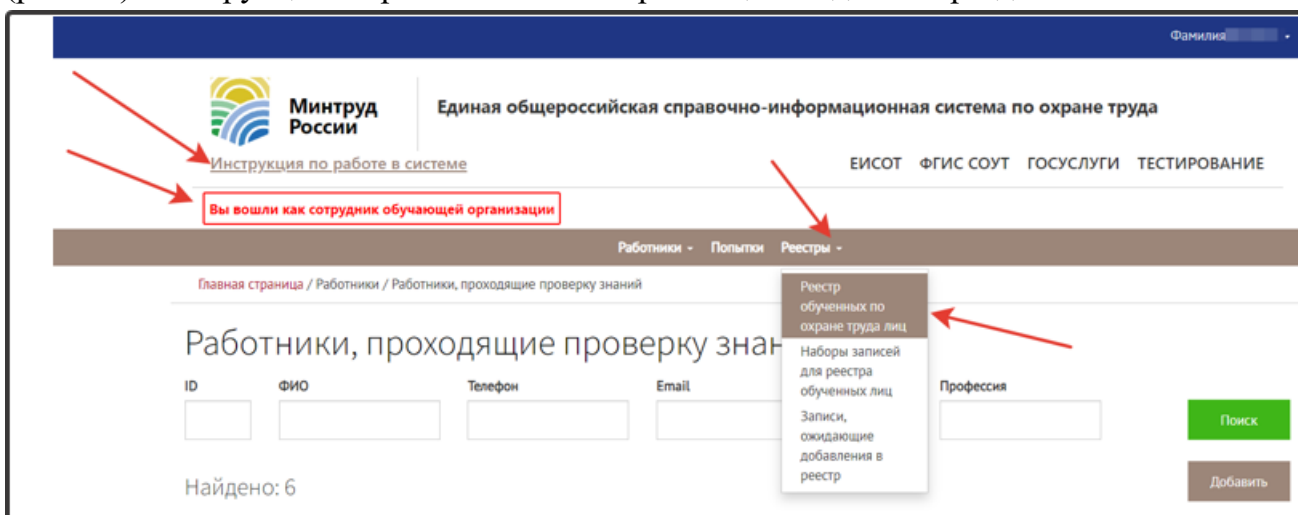 Фамилия
Минтруд
России
Единая общероссийская справочно-информационная система по охране труда
Инструкция по работе в системе
ЕИСОТ ФГИС СОУТ ГОСУСЛУГИ ТЕСТИРОВАНИЕ
Вы вошли как сотрудник обучающей организации
Работники Попытки Реестры
Главная страница / Работники / Работники, проходящие проверку знаний
Реестр
обученных по
охране труда лиц
Наборы записей
для реестра
обученных лиц
Записи,
ожидающие
добавления в
реестр
Работники, проходящие проверку знан
ID ФИО Телефон Email Профессия
Поиск
Найдено: 6
Добавить